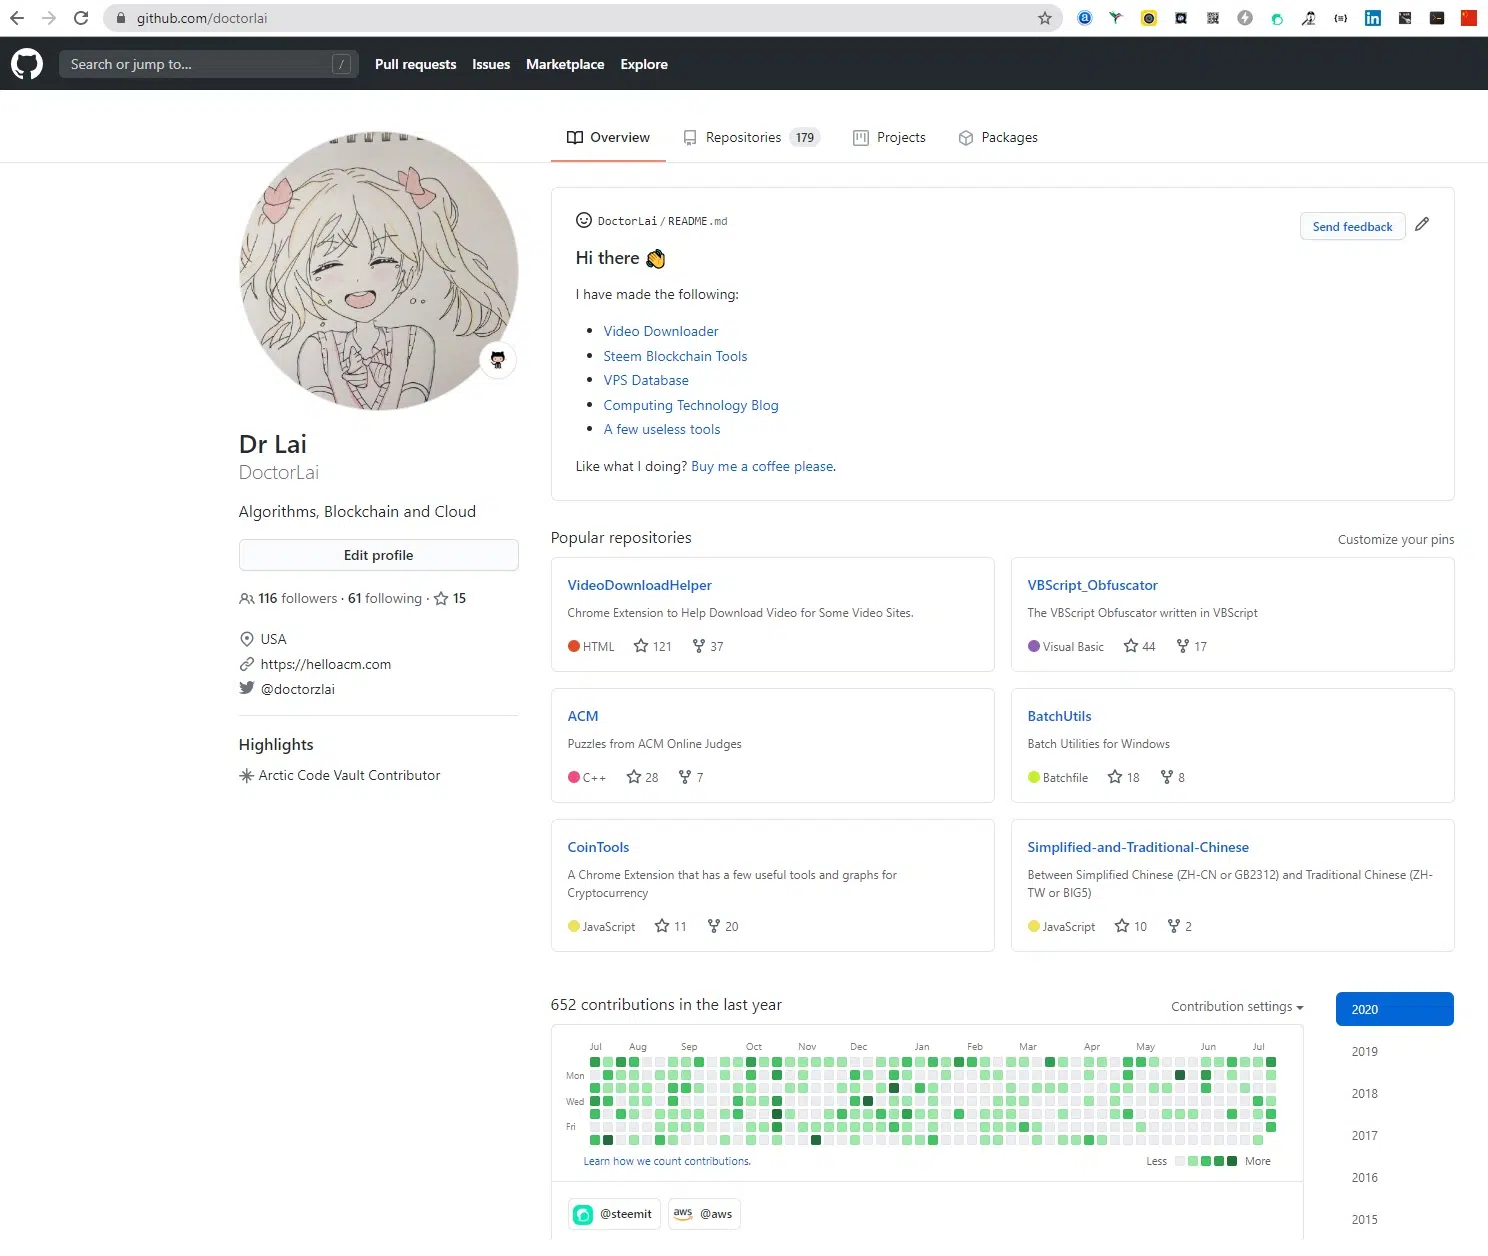 github.com/doctorlai
Search or jump to...
/
Pull requests
Issues
Marketplace
Explore
Overview
Repositories 179
Projects
Packages
DoctorLai/README.md
Send feedback
Hi there
I have made the following:
Video Downloader
Steem Blockchain Tools
VPS Database
Computing Technology Blog
A few useless tools
Like what I doing? Buy me a coffee please.
Dr Lai
DoctorLai
Algorithms, Blockchain and Cloud
Edit profile
116 followers · 61 following · 15
USA
https://helloacm.com
@doctorzlai
Highlights
Arctic Code Vault Contributor
Popular repositories
Customize your pins
VideoDownloadHelper
Chrome Extension to Help Download Video for Some Video Sites.
HTML 121 37
VBScript_Obfuscator
The VBScript Obfuscator written in VBScript
Visual Basic 44 17
ACM
Puzzles from ACM Online Judges
C++ 28 7
BatchUtils
Batch Utilities for Windows
Batchfile 18 8
CoinTools
A Chrome Extension that has a few useful tools and graphs for
Cryptocurrency
JavaScript 11 20
Simplified-and-Traditional-Chinese
Between Simplified Chinese (ZH-CN or GB2312) and Traditional Chinese (ZH-
TW or BIG5)
JavaScript 10 2
652 contributions in the last year
Contribution settings
Jul Aug Sep Oct Nov Dec Jan Feb Mar Apr May Jun Jul
Mon
Wed
Fri
Learn how we count contributions.
Less
More
@steemit
aws @aws
2020
2019
2018
2017
2016
2015